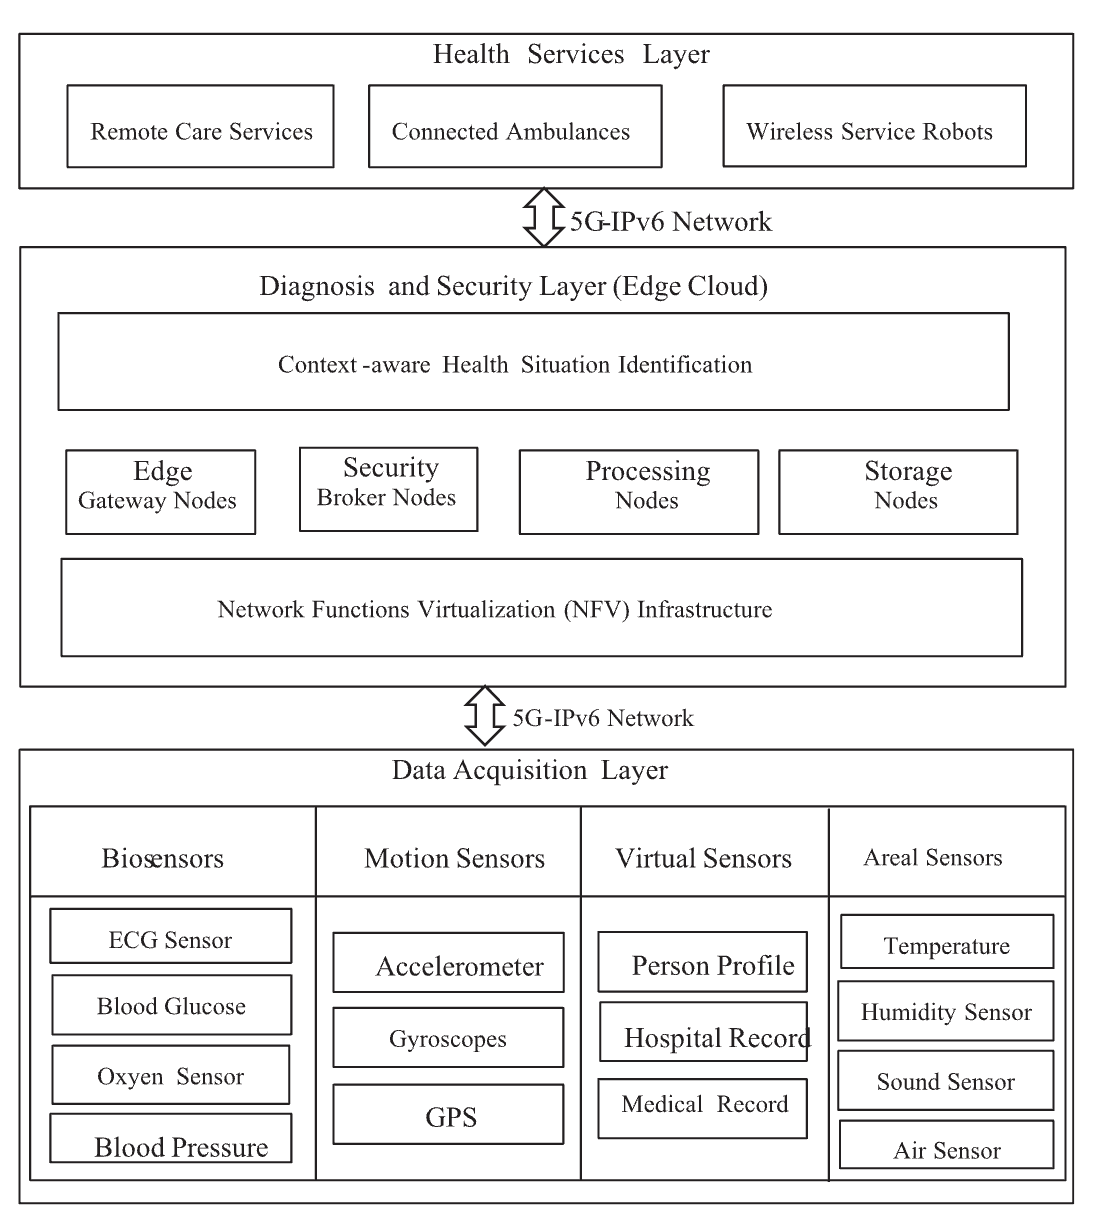 Health Services Layer
Remote Care Services
Connected Ambulances
Wireless Service Robots
5G-IPv6 Network
Diagnosis and Security Layer (Edge Cloud)
Context-aware Health Situation Identification
Edge
Gateway Nodes
Security
Broker Nodes
Processing
Nodes
Storage
Nodes
Network Functions Virtualization (NFV) Infrastructure
5G-IPv6 Network
Data Acquisition Layer
Biosensors
Motion Sensors
Virtual Sensors
Areal Sensors
ECG Sensor
Blood Glucose
Oxyen Sensor
Blood Pressure
Accelerometer
Gyroscopes
GPS
Person Profile
Hospital Record
Medical Record
Temperature
Humidity Sensor
Sound Sensor
Air Sensor